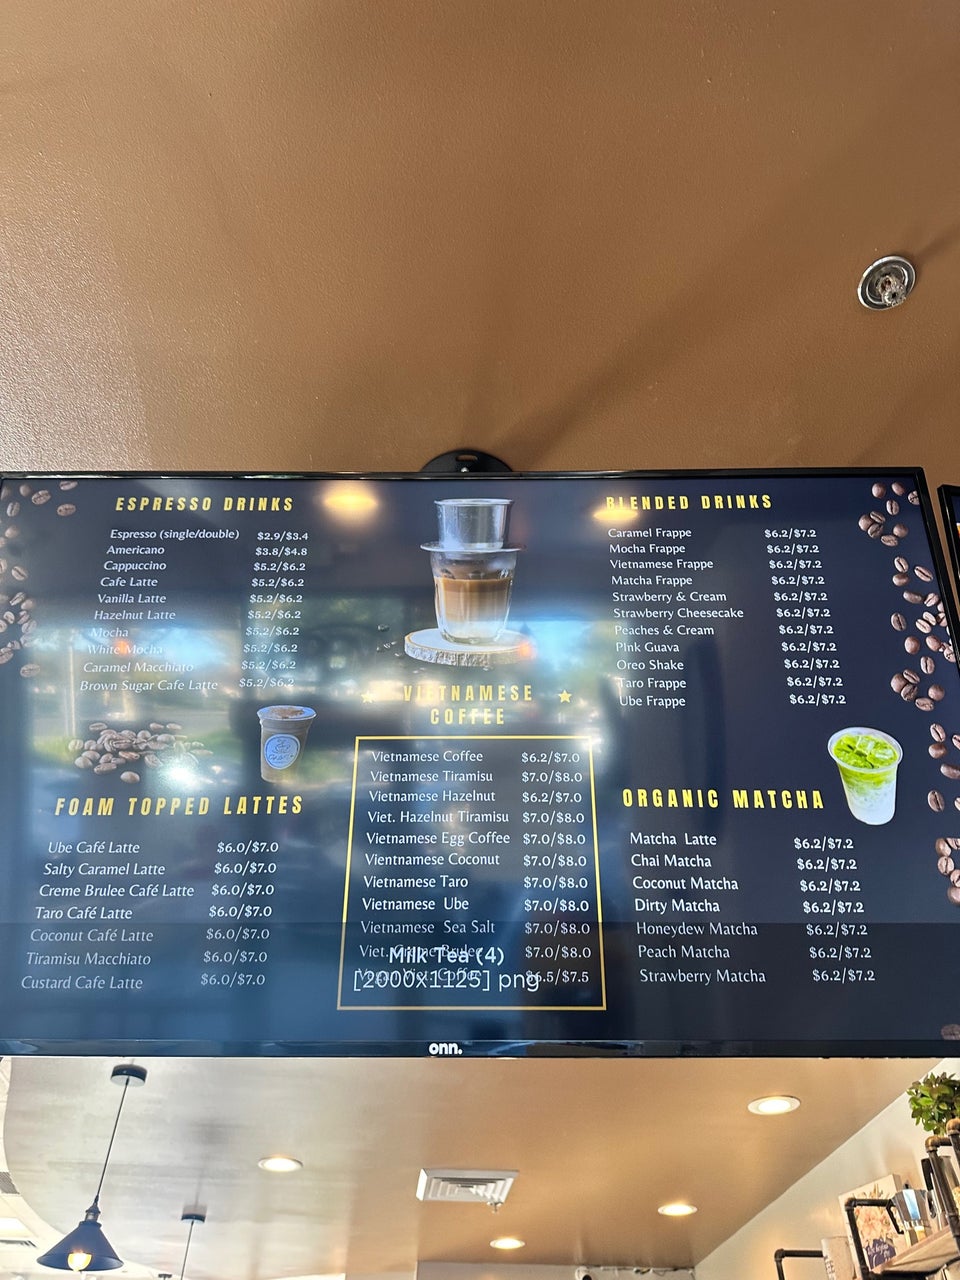 ESPRESSO DRINKS
Espresso (single/double) $2.9/$3.4
Americano $3.8/$4.8
Cappuccino $5.2/$6.2
Cafe Latte $5.2/$6.2
Vanilla Latte $5.2/$6.2
Hazelnut Latte $5.2/$6.2
Mocha $5.2/$6.2
White Mocha $5.2/$6.2
Caramel Macchiato $5.2/$6.2
Brown Sugar Cafe Latte $5.2/$6.2
FOAM TOPPED LATTES
Ube Café Latte $6.0/$7.0
Salty Caramel Latte $6.0/$7.0
Creme Brulee Café Latte $6.0/$7.0
Taro Café Latte $6.0/$7.0
Coconut Café Latte $6.0/$7.0
Tiramisu Macchiato $6.0/$7.0
Custard Cafe Latte $6.0/$7.0
VIETNAMESE
COFFEE
Vietnamese Coffee $6.2/$7.0
Vietnamese Tiramisu $7.0/$8.0
Vietnamese Hazelnut $6.2/$7.0
Viet. Hazelnut Tiramisu $7.0/$8.0
Vietnamese Egg Coffee $7.0/$8.0
Vientnamese Coconut $7.0/$8.0
Vietnamese Taro $7.0/$8.0
Vietnamese Ube $7.0/$8.0
Vietnamese Sea Salt $7.0/$8.0
Viet. Creme Brulee $7.0/$8.0
Vegan Viet. Coffee $6.5/$7.5
Milk Tea (4)
[2000x1125] png
BLENDED DRINKS
Caramel Frappe $6.2/$7.2
Mocha Frappe $6.2/$7.2
Vietnamese Frappe $6.2/$7.2
Matcha Frappe $6.2/$7.2
Strawberry & Cream $6.2/$7.2
Strawberry Cheesecake $6.2/$7.2
Peaches & Cream $6.2/$7.2
Pink Guava $6.2/$7.2
Oreo Shake $6.2/$7.2
Taro Frappe $6.2/$7.2
Ube Frappe $6.2/$7.2
ORGANIC MATCHA
Matcha Latte $6.2/$7.2
Chai Matcha $6.2/$7.2
Coconut Matcha $6.2/$7.2
Dirty Matcha $6.2/$7.2
Honeydew Matcha $6.2/$7.2
Peach Matcha $6.2/$7.2
Strawberry Matcha $6.2/$7.2
onn.